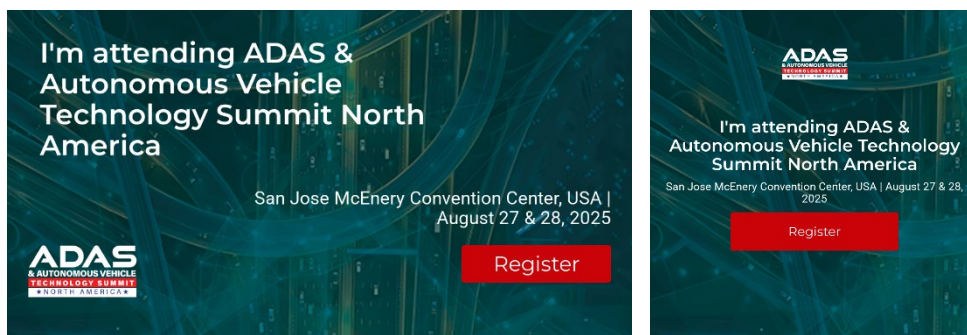 I'm attending ADAS &
Autonomous Vehicle
Technology Summit North
America
San Jose McEnery Convention Center, USA |
August 27 & 28, 2025
ADAS
& AUTONOMOUS VEHICLE
TECHNOLOGY SUMMIT
★NORTH AMERICA★
Register
ADAS
& AUTONOMOUS VEHICLE
TECHNOLOGY SUMMIT
★NORTH AMERICA★
I'm attending ADAS &
Autonomous Vehicle Technology
Summit North America
San Jose McEnery Convention Center, USA | August 27 & 28,
2025
Register